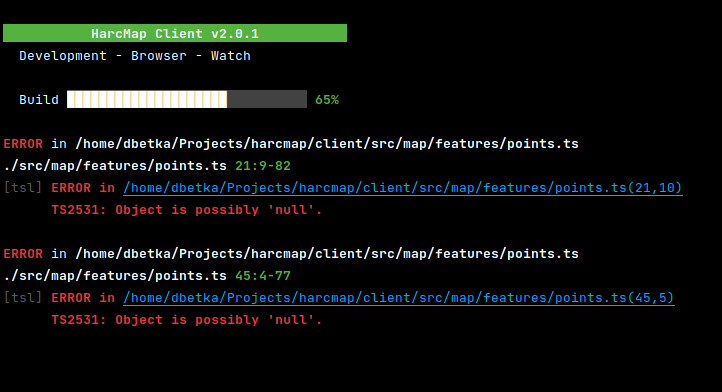 HarcMap Client v2.0.1
Development - Browser - Watch
Build 65%
ERROR in /home/dbetka/Projects/harcmap/client/src/map/features/points.ts
./src/map/features/points.ts 21:9-82
[tsl] ERROR in /home/dbetka/Projects/harcmap/client/src/map/features/points.ts(21,10)
TS2531: Object is possibly 'null'.
ERROR in /home/dbetka/Projects/harcmap/client/src/map/features/points.ts
./src/map/features/points.ts 45:4-77
[tsl] ERROR in /home/dbetka/Projects/harcmap/client/src/map/features/points.ts(45,5)
TS2531: Object is possibly 'null'.